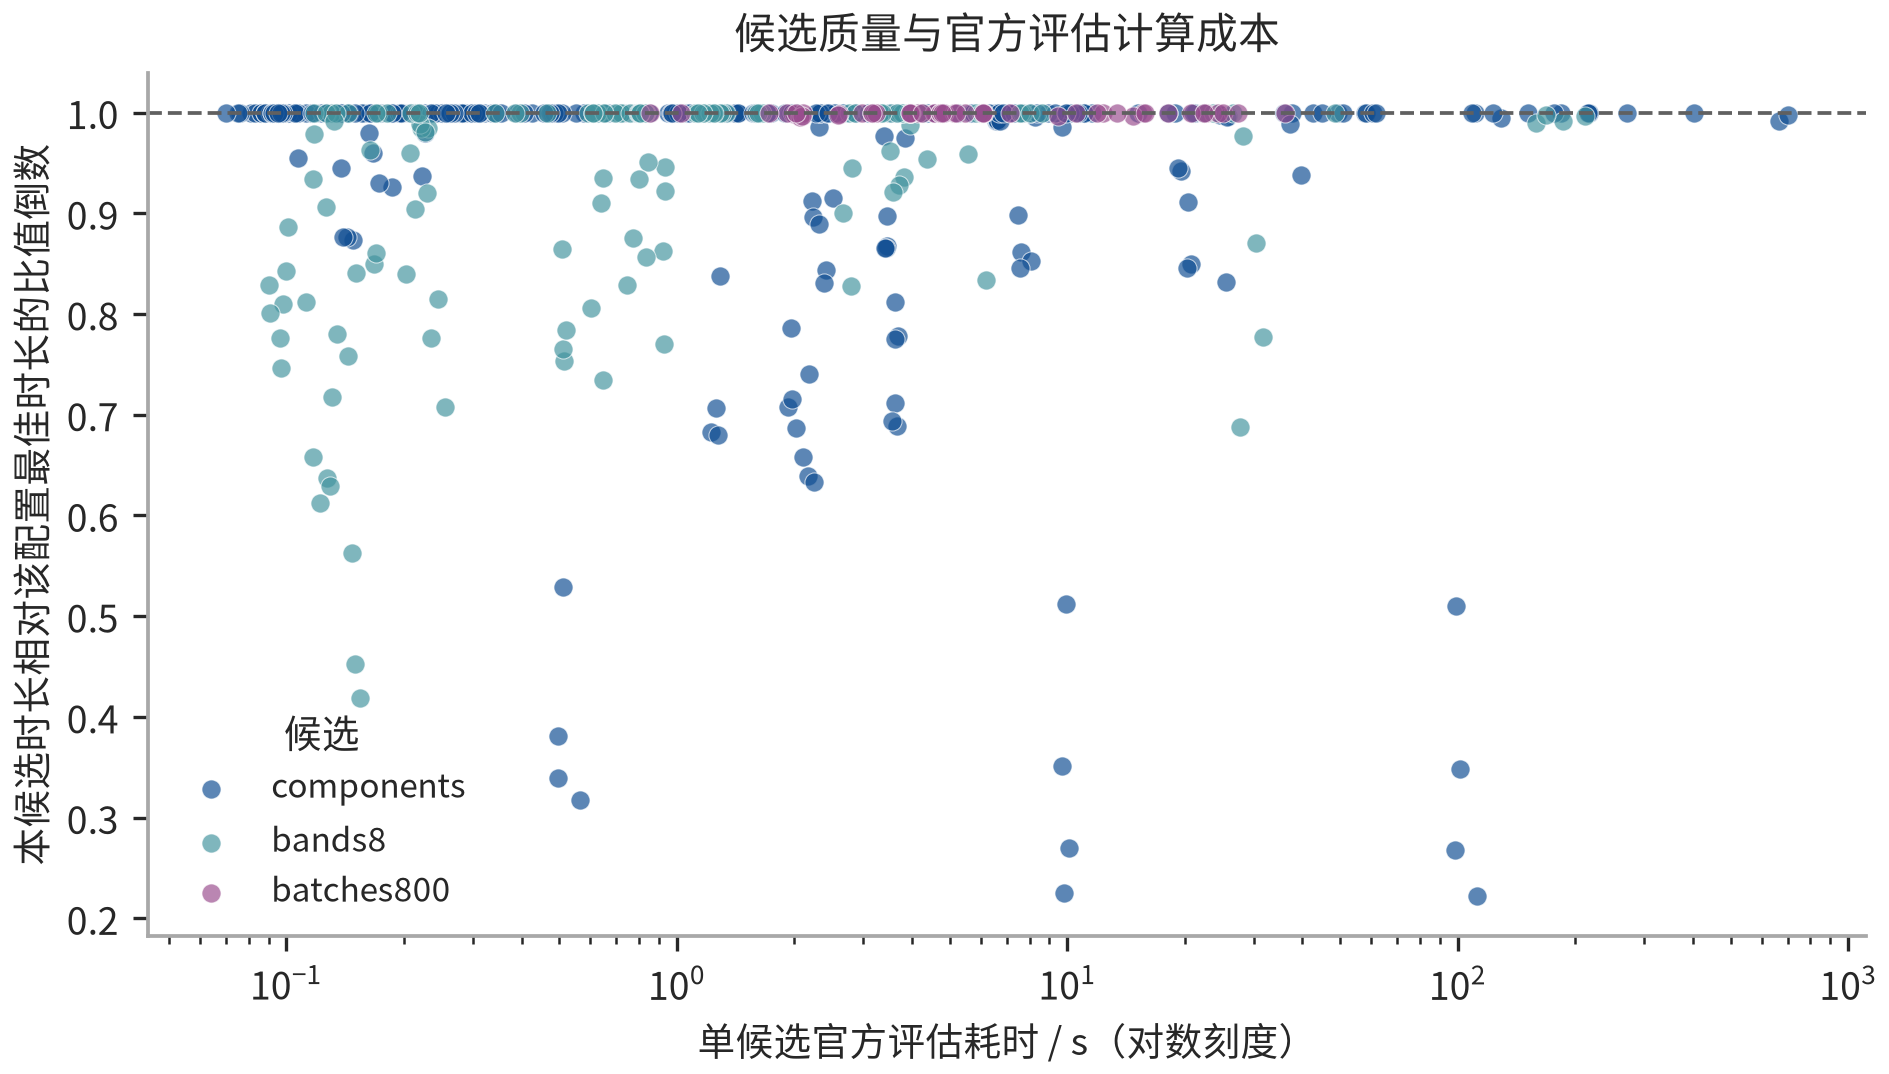 候选质量与官方评估计算成本
本候选时长相对该配置最佳时长的比值倒数
1.0
0.9
0.8
0.7
0.6
0.5
0.4
0.3
0.2
候选
components
bands8
batches800
10⁻¹
10⁰
10¹
10²
10³
单候选官方评估耗时 / s（对数刻度）